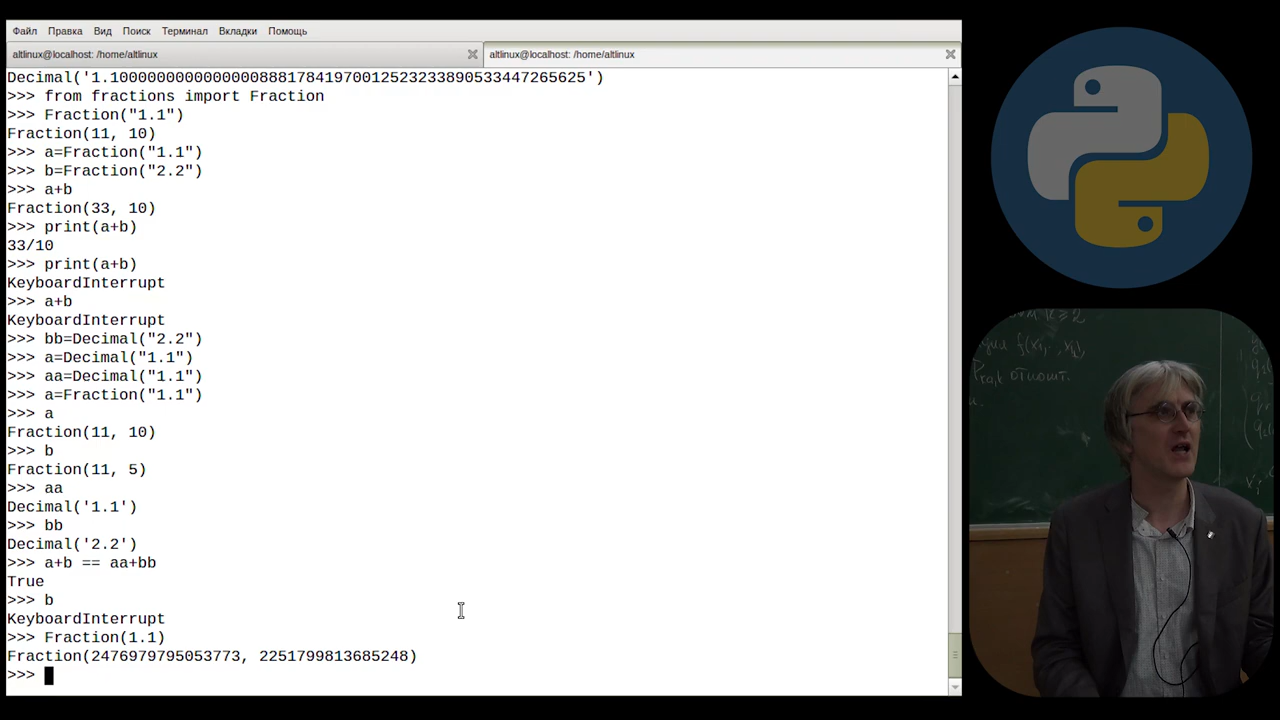 Файл Правка Вид Поиск Терминал Вкладки Помощь
altlinux@localhost: /home/altlinux
altlinux@localhost: /home/altlinux
Decimal('1.100000000000000088817841970012523233890533447265625')
>>> from fractions import Fraction
>>> Fraction("1.1")
Fraction(11, 10)
>>> a=Fraction("1.1")
>>> b=Fraction("2.2")
>>> a+b
Fraction(33, 10)
>>> print(a+b)
33/10
>>> print(a+b)
KeyboardInterrupt
>>> a+b
KeyboardInterrupt
>>> bb=Decimal("2.2")
>>> a=Decimal("1.1")
>>> aa=Decimal("1.1")
>>> a=Fraction("1.1")
>>> a
Fraction(11, 10)
>>> b
Fraction(11, 5)
>>> aa
Decimal('1.1')
>>> bb
Decimal('2.2')
>>> a+b == aa+bb
True
>>> b
KeyboardInterrupt
>>> Fraction(1.1)
Fraction(2476979795053773, 2251799813685248)
>>>